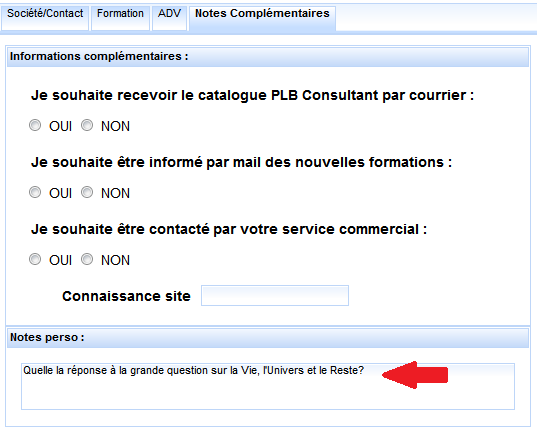 Société/Contact Formation ADV Notes Complémentaires
Informations complémentaires :
Je souhaite recevoir le catalogue PLB Consultant par courrier :
OUI NON
Je souhaite être informé par mail des nouvelles formations :
OUI NON
Je souhaite être contacté par votre service commercial :
OUI NON
Connaissance site
Notes perso :
Quelle la réponse à la grande question sur la Vie, l'Univers et le Reste?